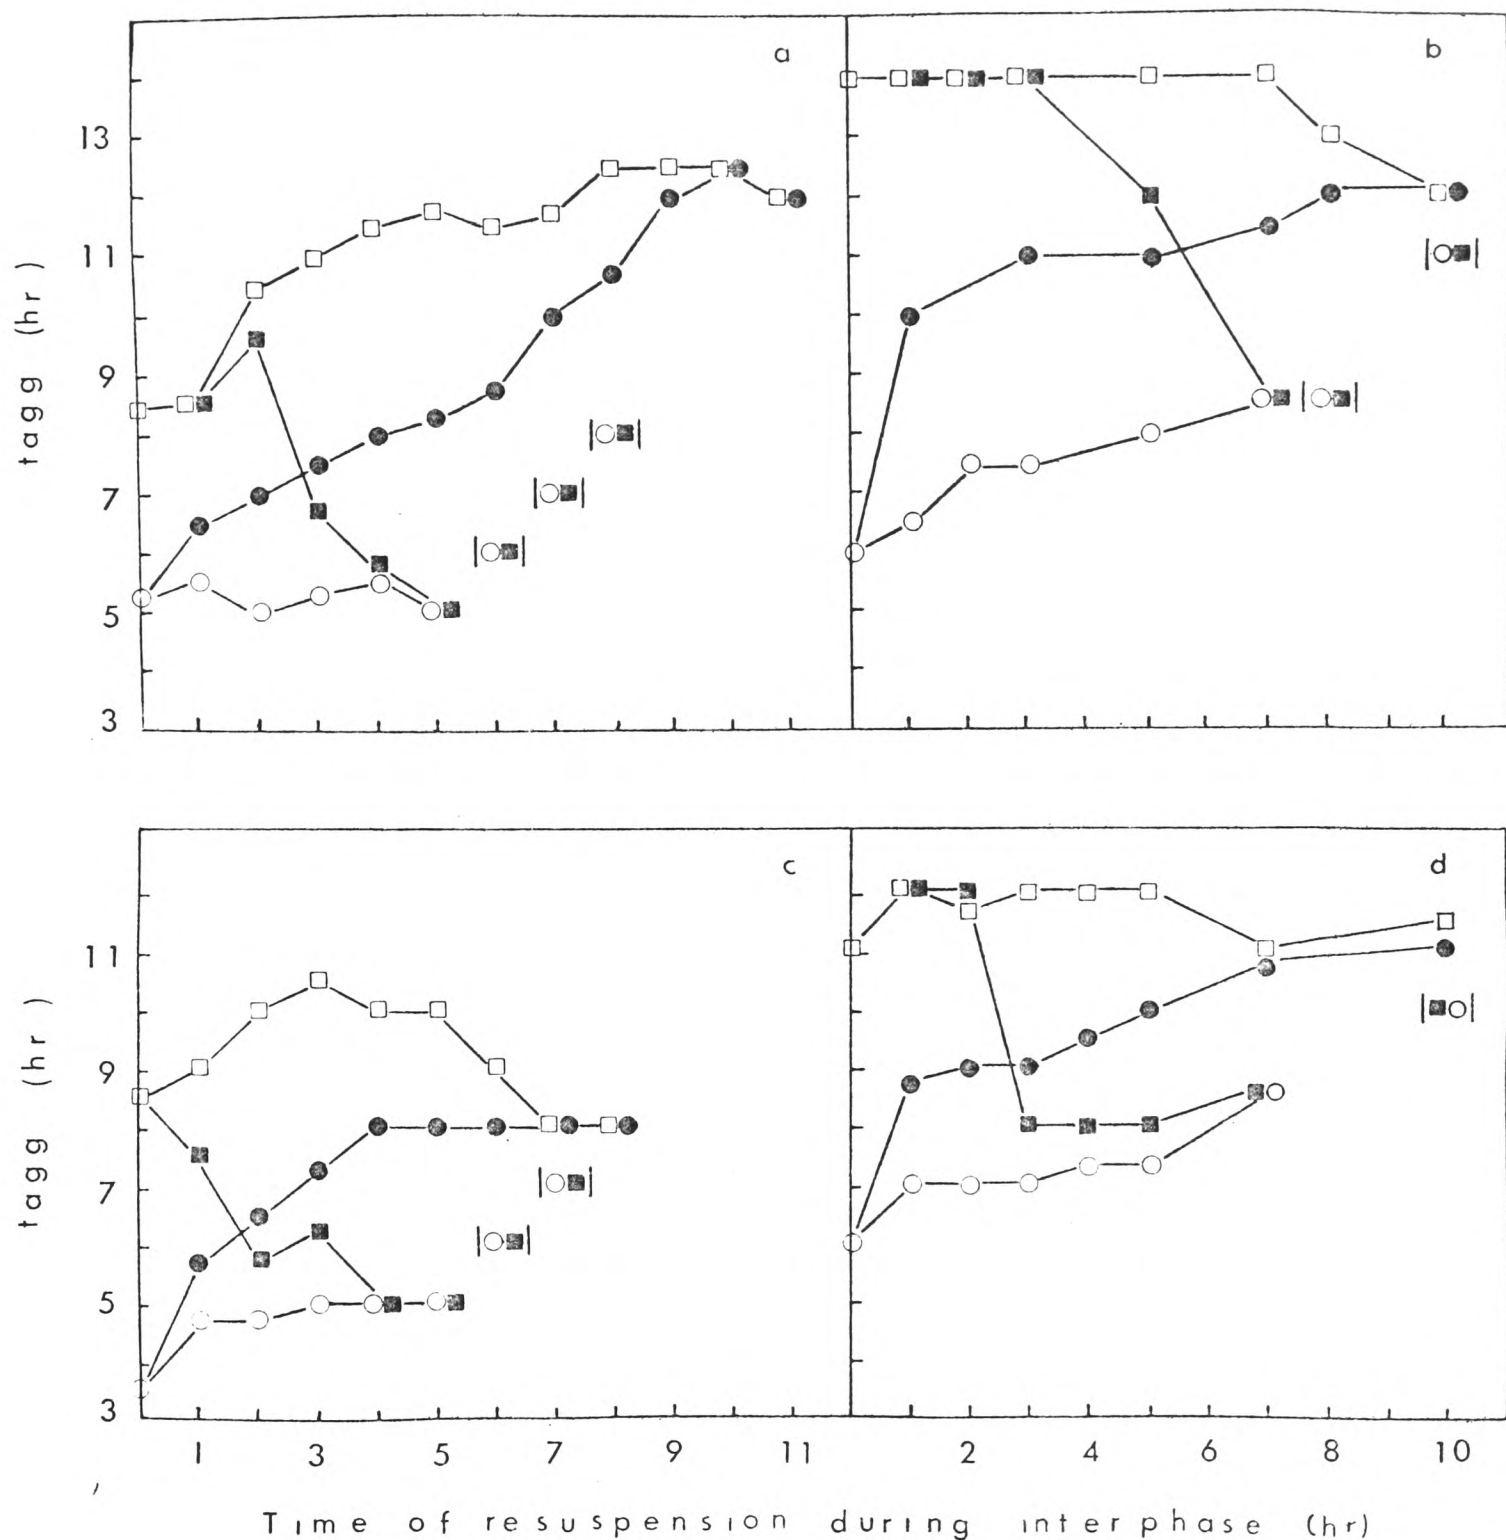 a
b
13
11
9
7
5
3
tagg (hr)
c
d
11
9
7
5
3
tagg (hr)
1 3 5 7 9 11 2 4 6 8 10
Time of resuspension during interphase (hr)